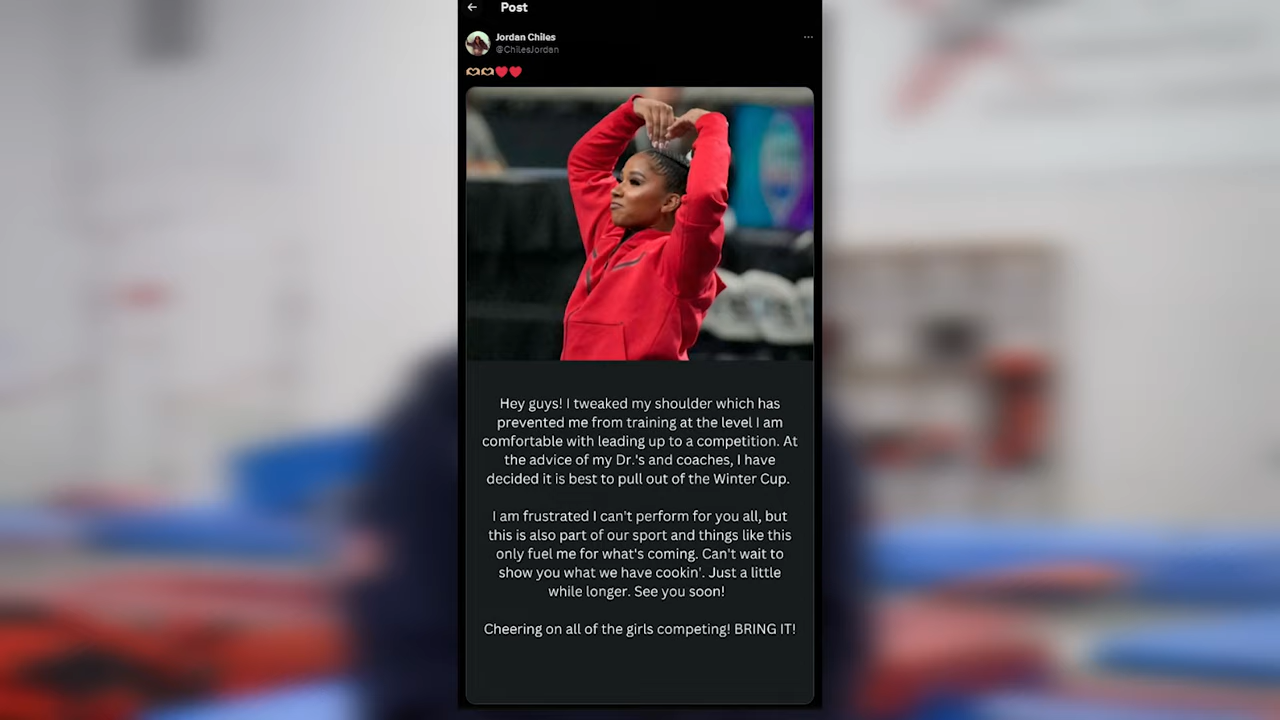 Post
Jordan Chiles
@ChilesJordan
🫶🫶❤️❤️
Hey guys! I tweaked my shoulder which has
prevented me from training at the level I am
comfortable with leading up to a competition. At
the advice of my Dr.'s and coaches, I have
decided it is best to pull out of the Winter Cup.
I am frustrated I can't perform for you all, but
this is also part of our sport and things like this
only fuel me for what's coming. Can't wait to
show you what we have cookin'. Just a little
while longer. See you soon!
Cheering on all of the girls competing! BRING IT!